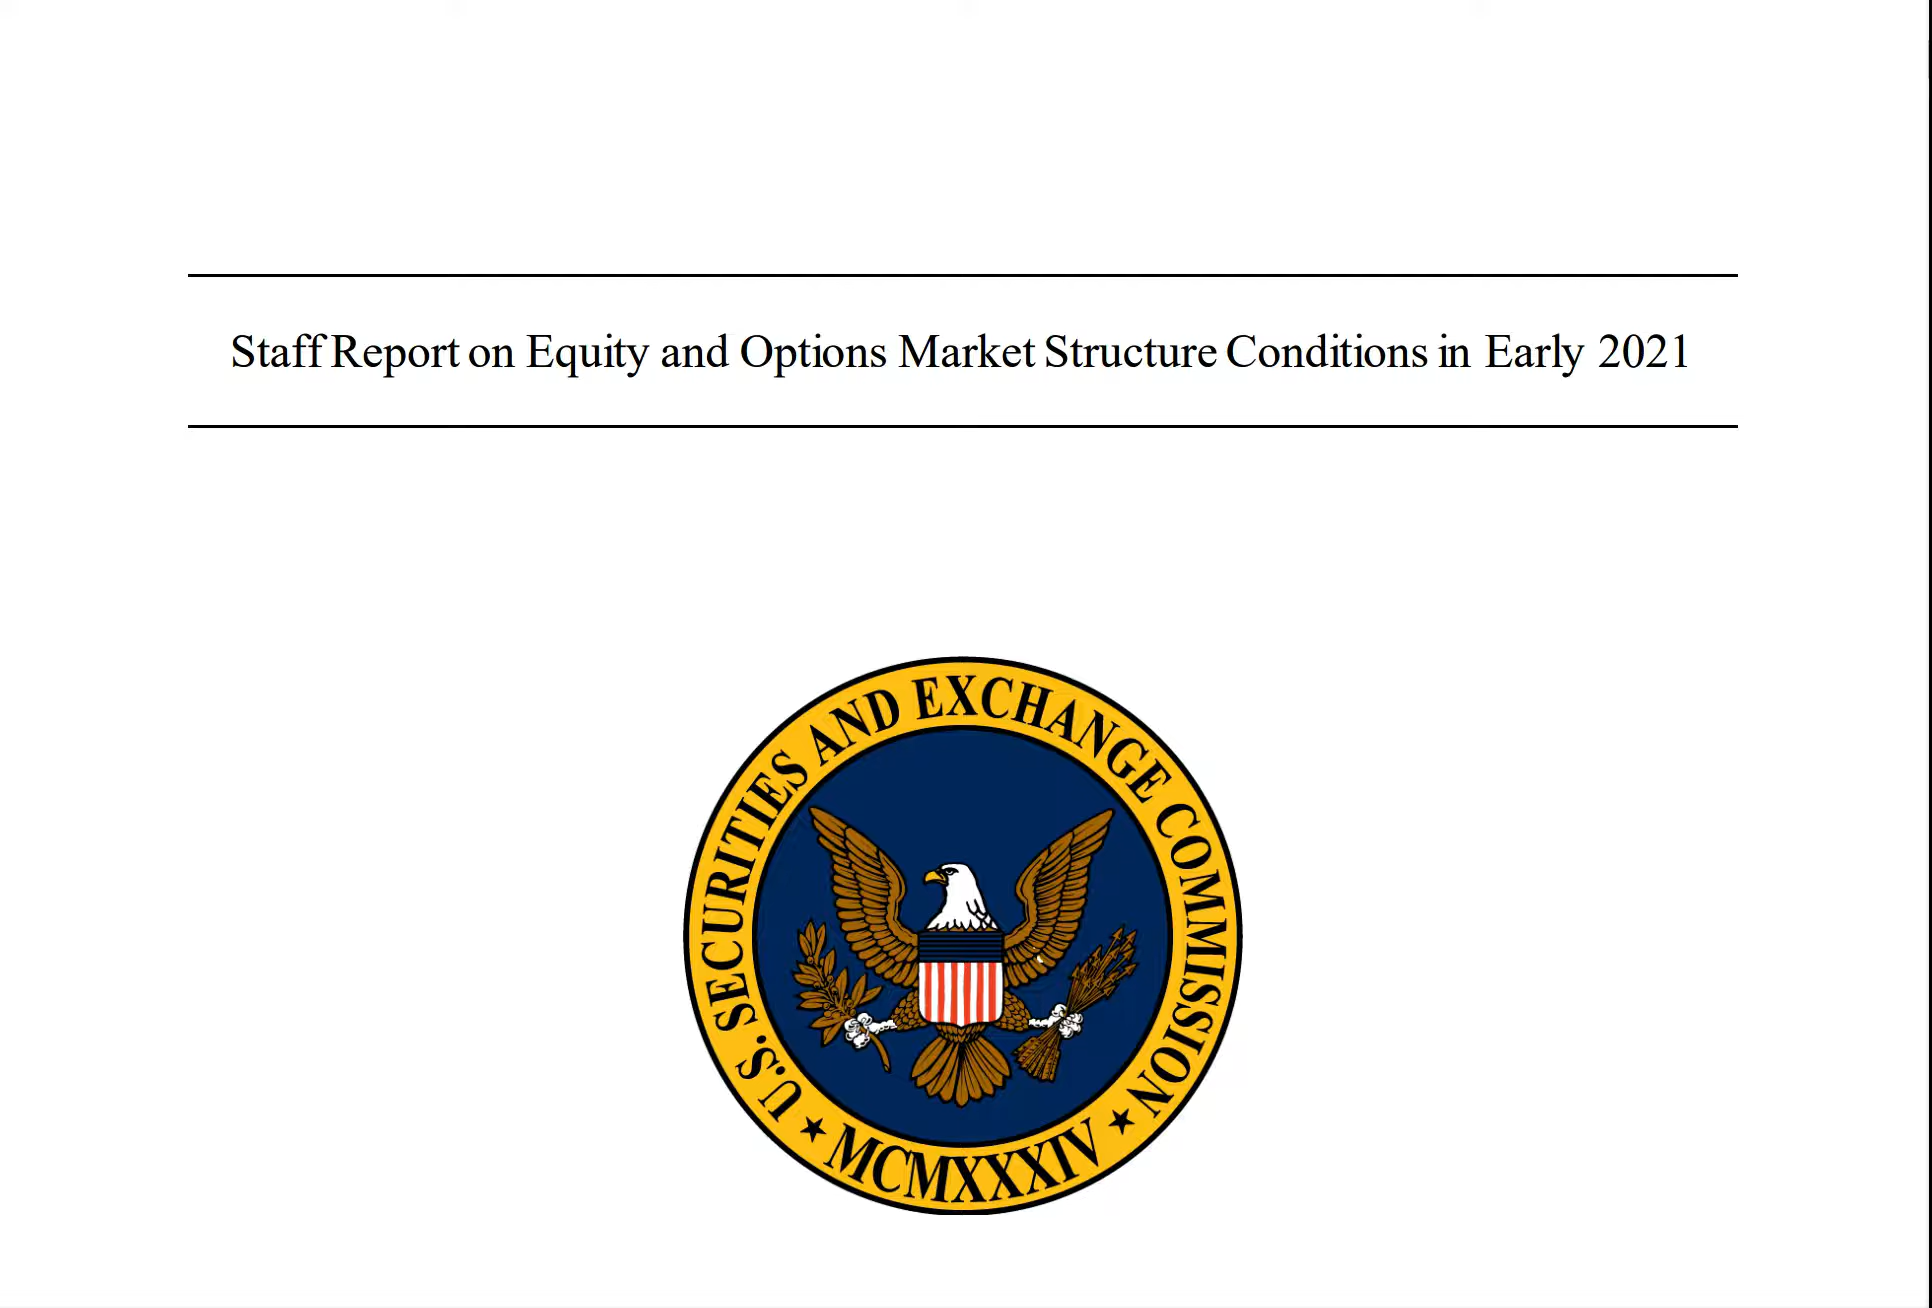 Staff Report on Equity and Options Market Structure Conditions in Early 2021
U.S. SECURITIES AND EXCHANGE COMMISSION
MCMXXXIV